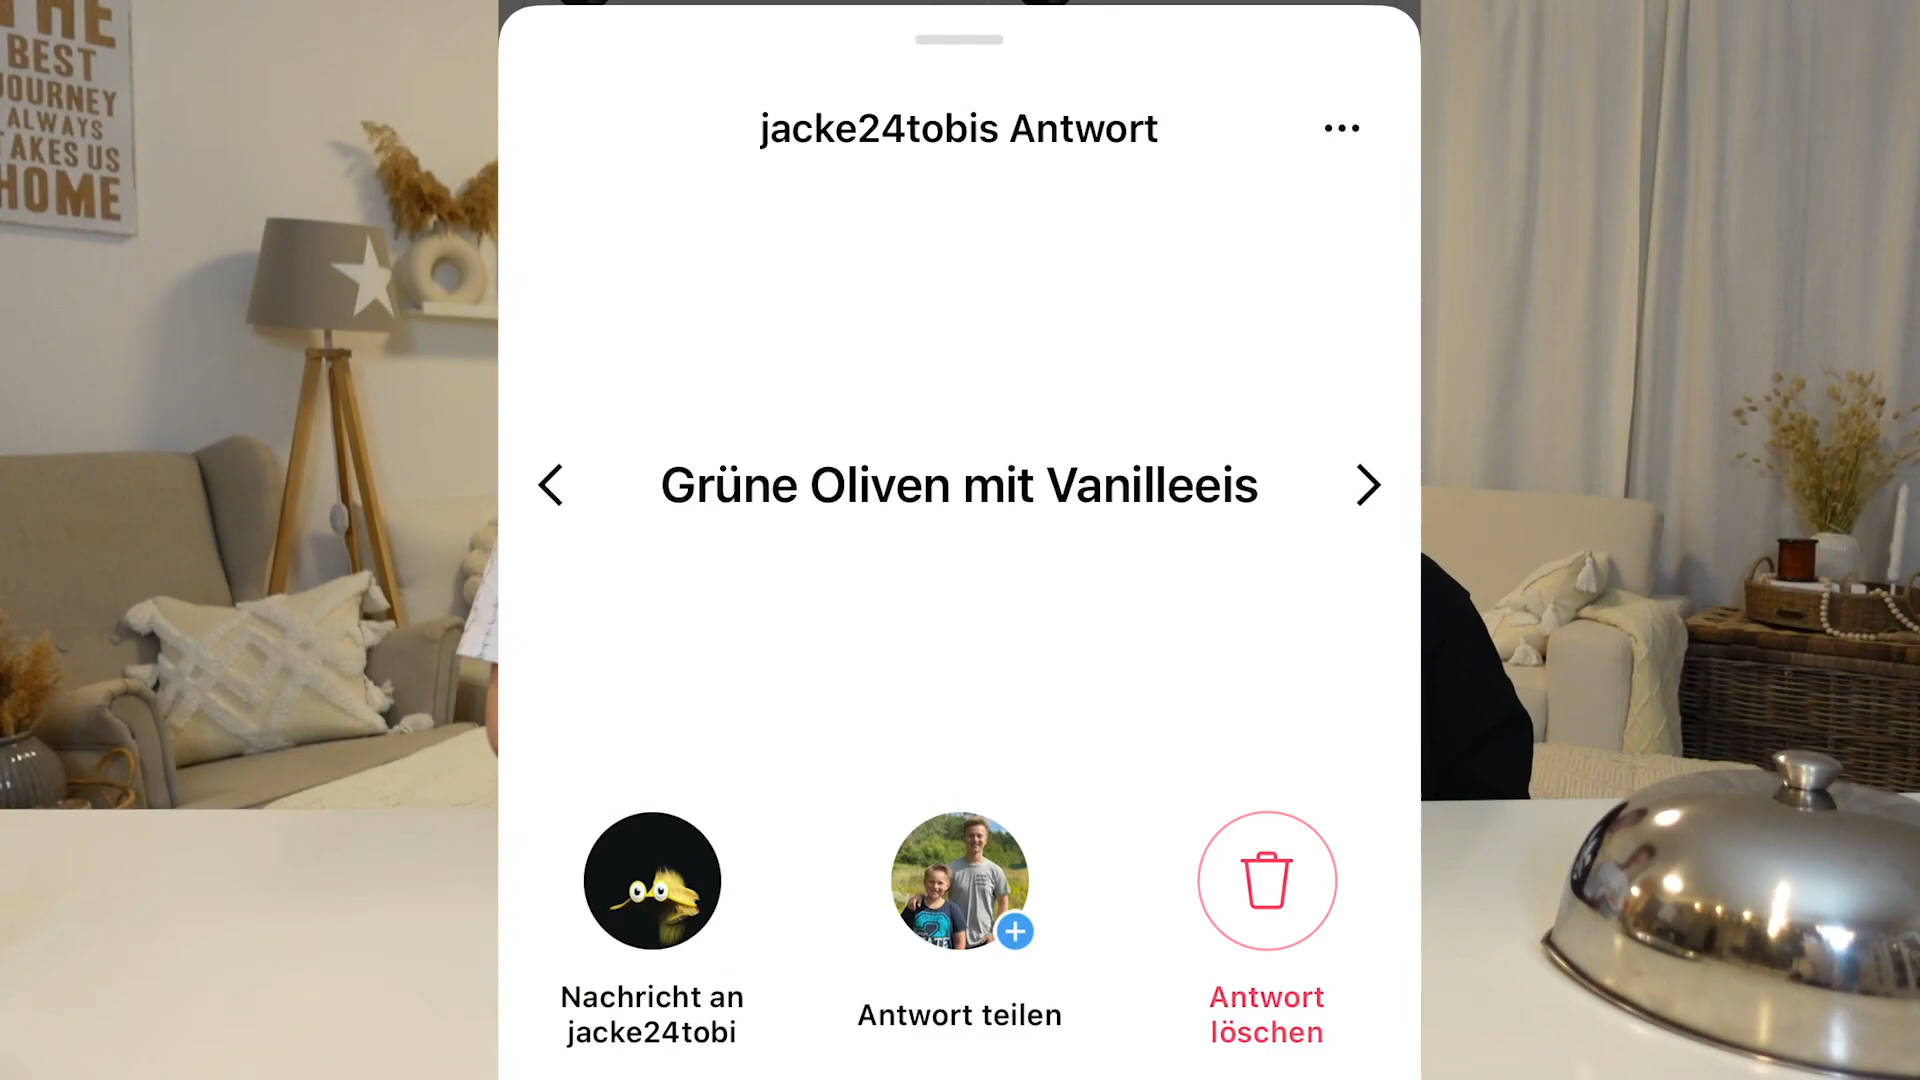 THE
BEST
JOURNEY
ALWAYS
TAKES US
HOME
jacke24tobis Antwort
Grüne Oliven mit Vanilleeis
Nachricht an
jacke24tobi
Antwort teilen
Antwort
löschen